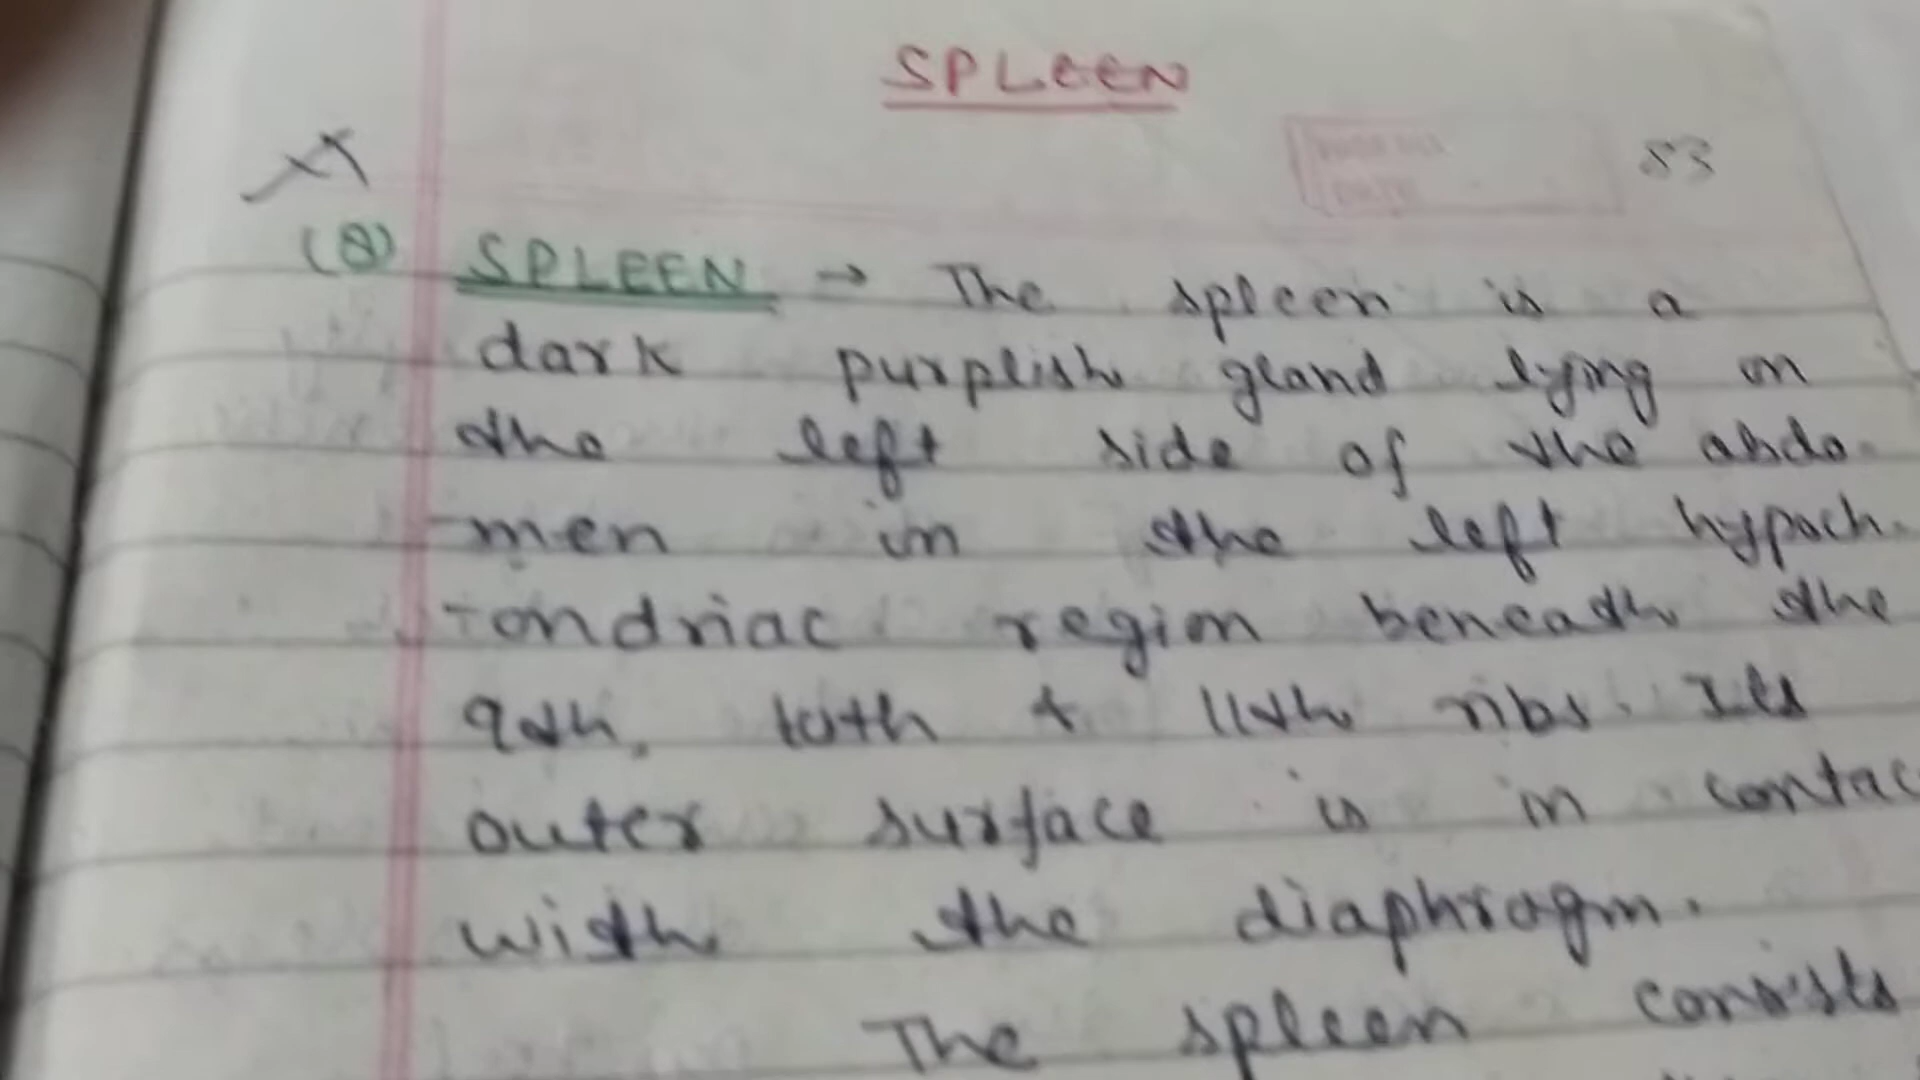 SPLEEN
83
(8) SPLEEN → The spleen is a
dark purplish gland lying on
the left side of the abdo-
-men in the left hypoch-
-ondriac region beneath the
9th, 10th & 11th ribs. Its
outer surface is in contac
with the diaphragm.
The spleen consists